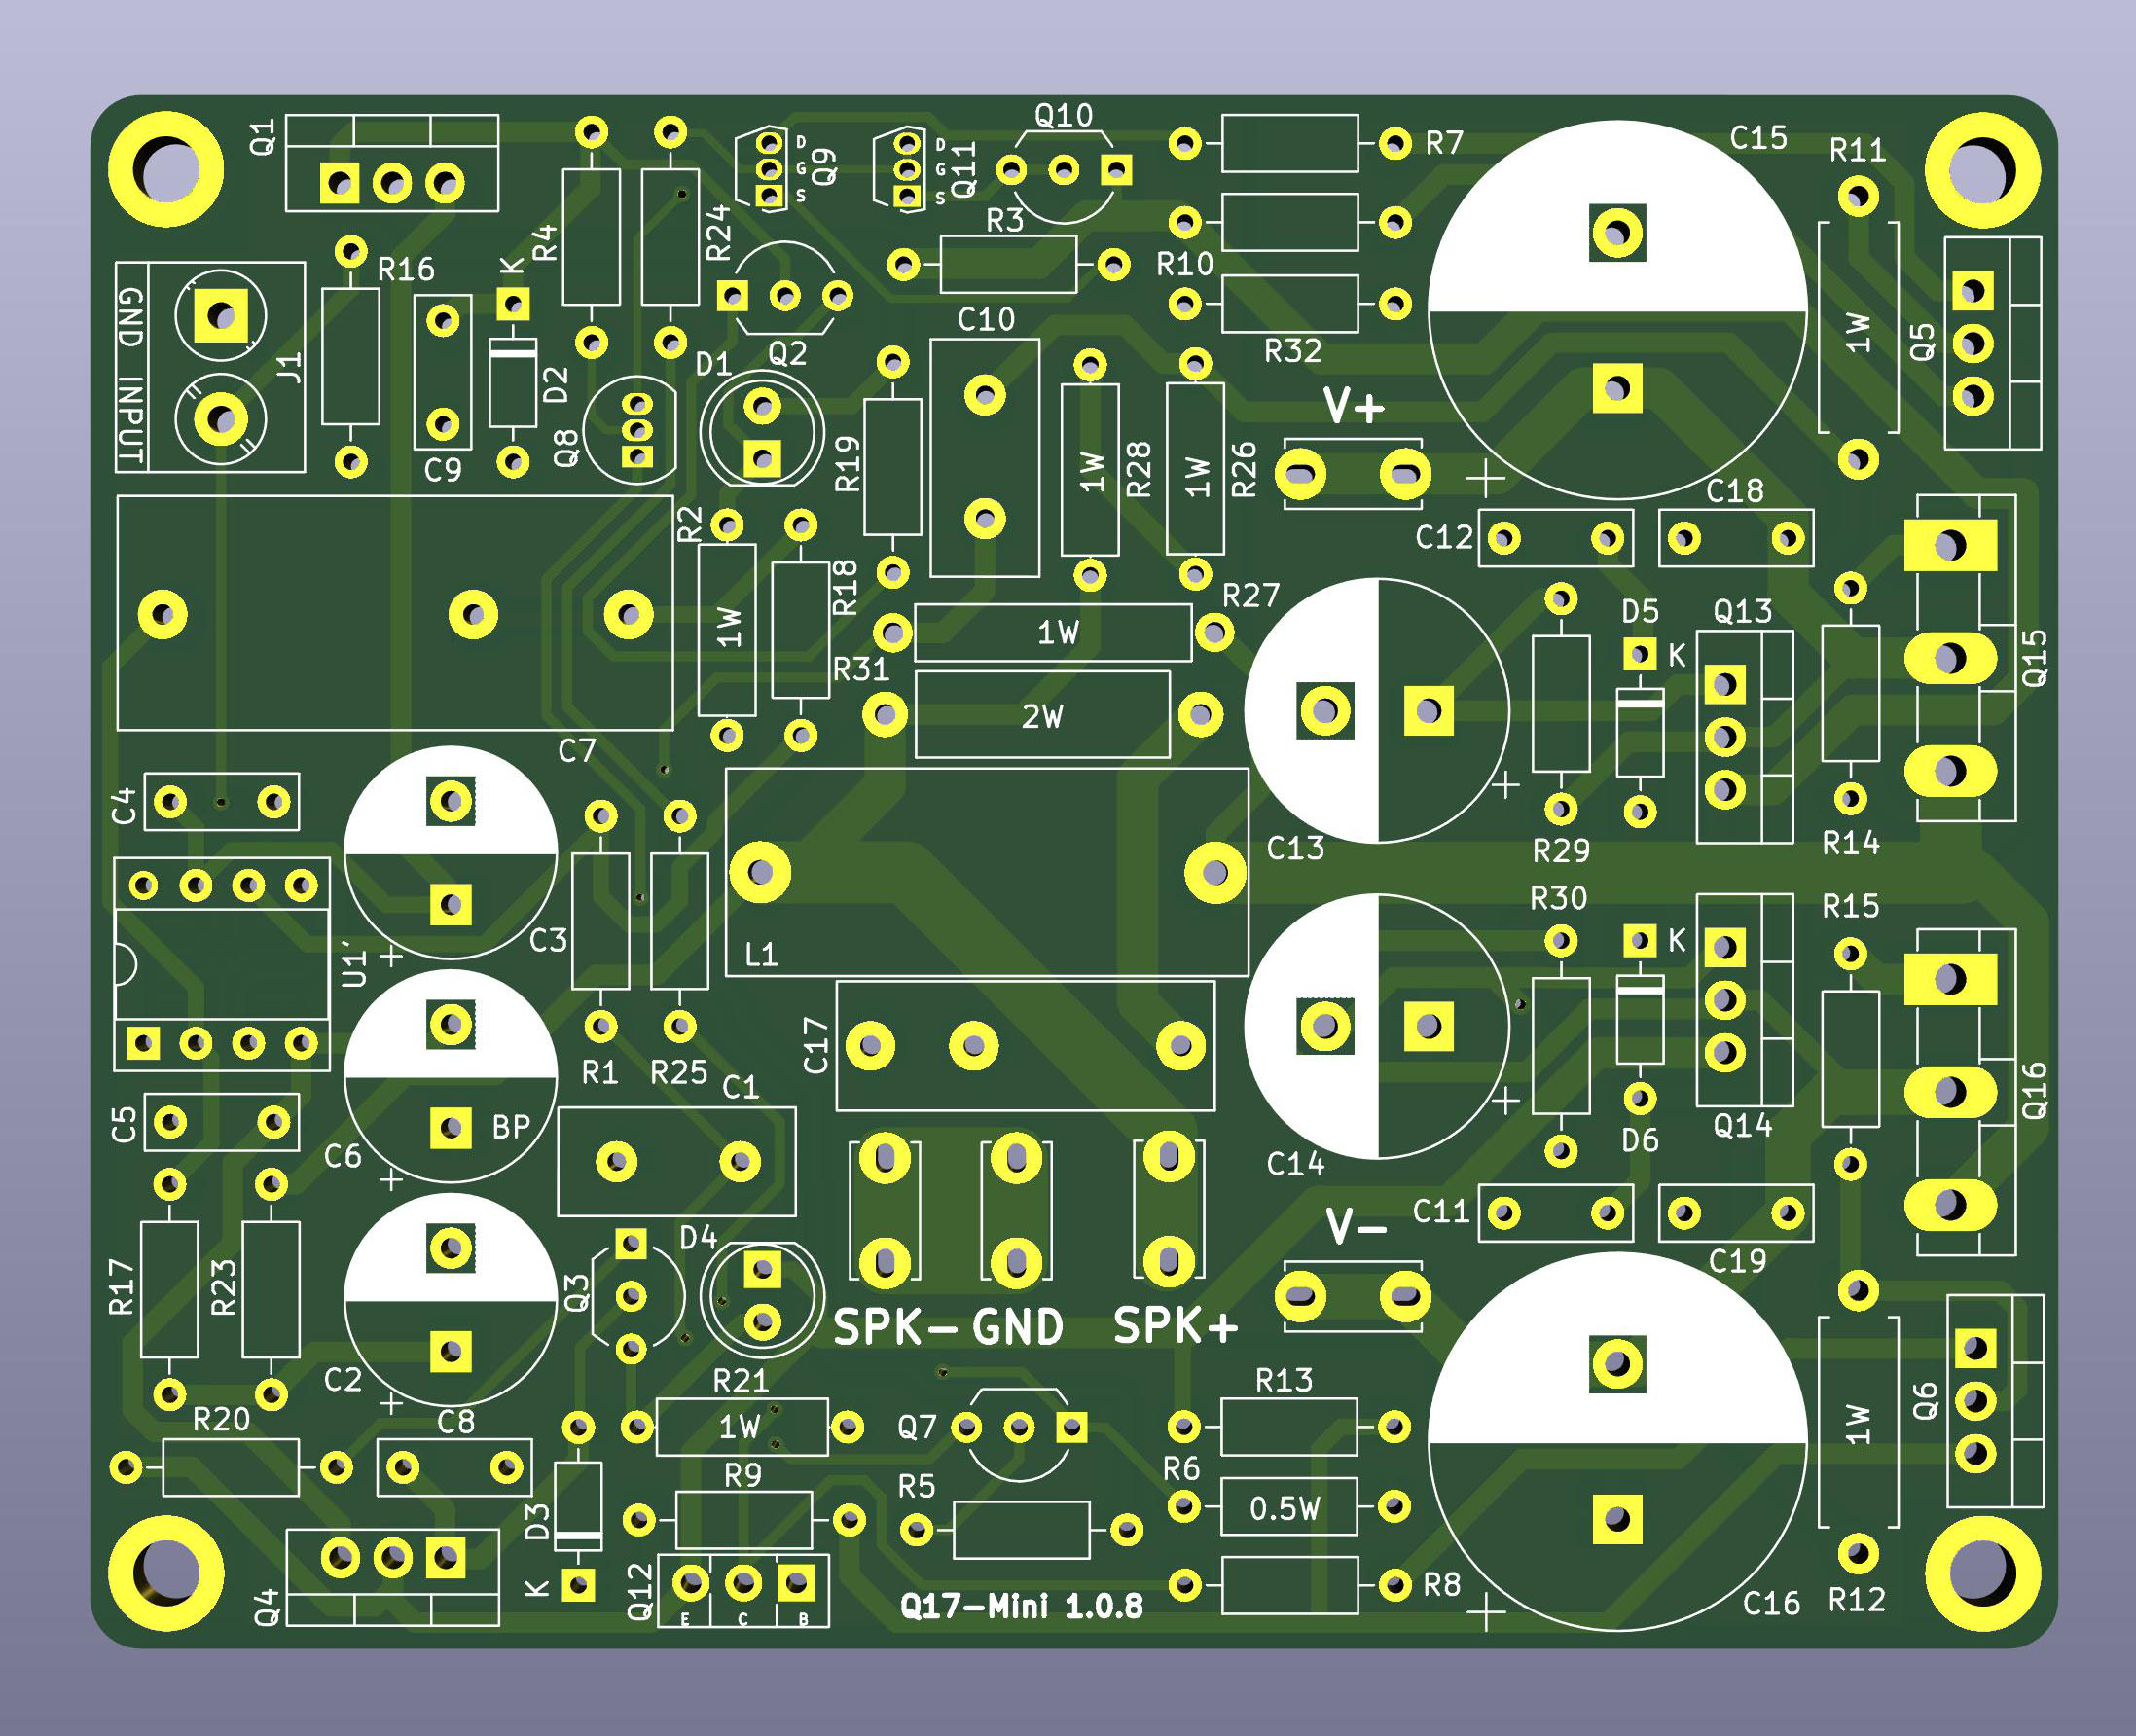 Q1
D
G
S
Q9
D
G
S
Q11
Q10
R7
C15
R11
R4
R24
R3
R16
K
R10
C10
GND INPUT
J1
D2
D1
Q2
R32
1W
Q5
V+
C9
Q8
R19
1W
R28
1W
R26
C18
C12
R2
1W
R18
R27
1W
D5
K
Q13
Q15
R31
2W
C7
C4
C13
R29
R14
C3
L1
R30
K
R15
U1'
C17
R1
R25
C1
Q14
Q16
C5
BP
C6
D6
C14
V-
C11
C19
R17
R23
Q3
D4
SPK-
GND
SPK+
C2
R21
R13
R20
C8
1W
Q7
1W
Q6
R9
R6
D3
R5
0.5W
K
Q12
E
C
B
Q4
Q17-Mini 1.0.8
R8
C16
R12